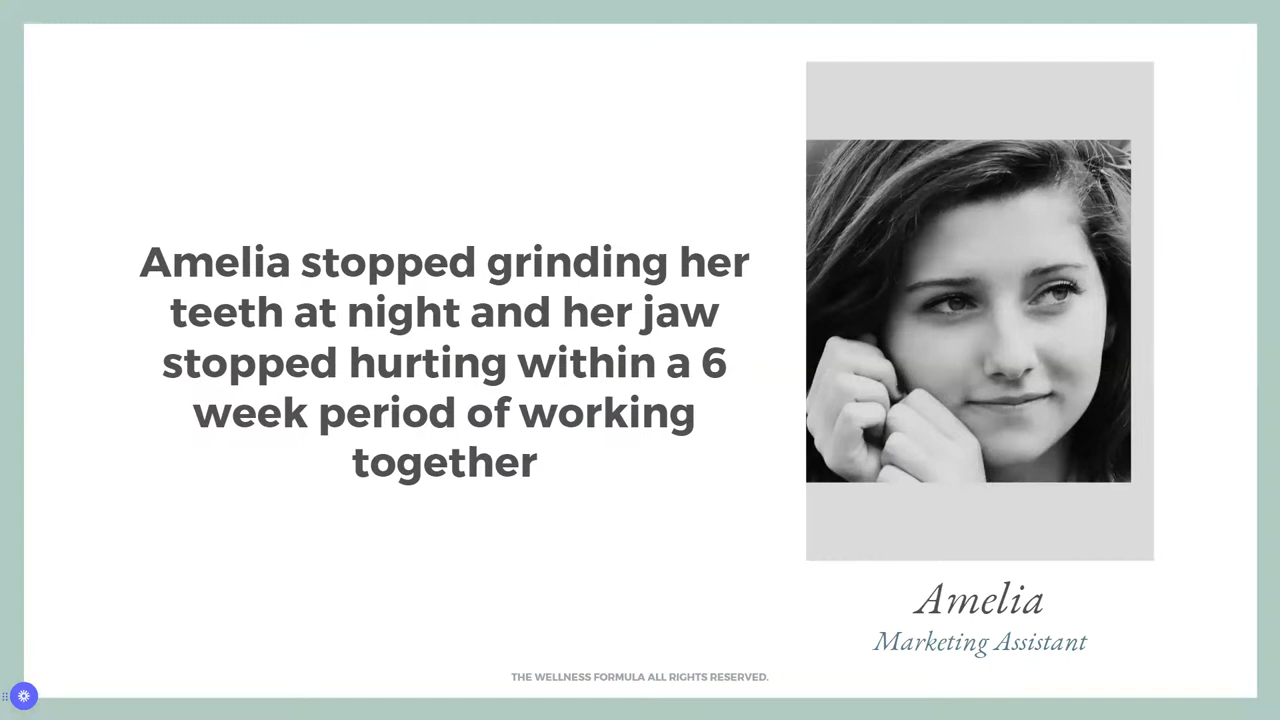 Amelia stopped grinding her
teeth at night and her jaw
stopped hurting within a 6
week period of working
together
Amelia
Marketing Assistant
THE WELLNESS FORMULA ALL RIGHTS RESERVED.